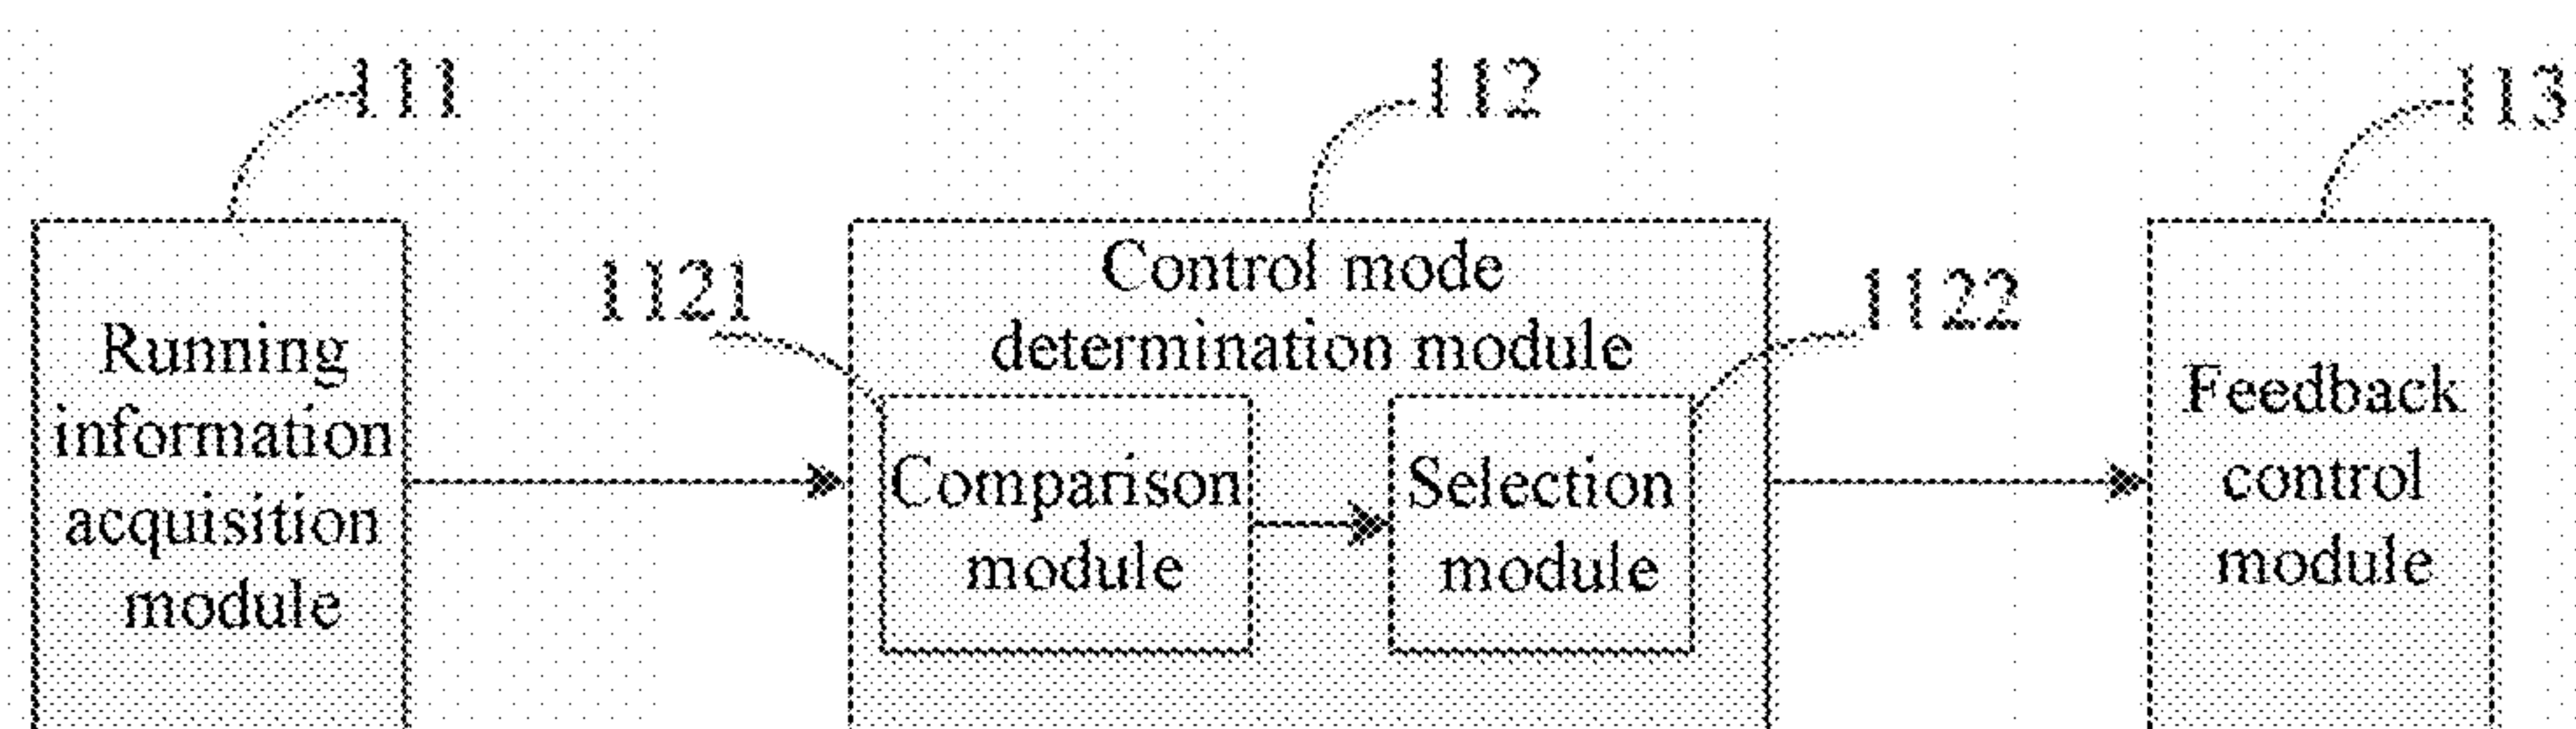 111
112
113
1121
1122
Running
information
acquisition
module
Control mode
determination module
Comparison
module
Selection
module
Feedback
control
module